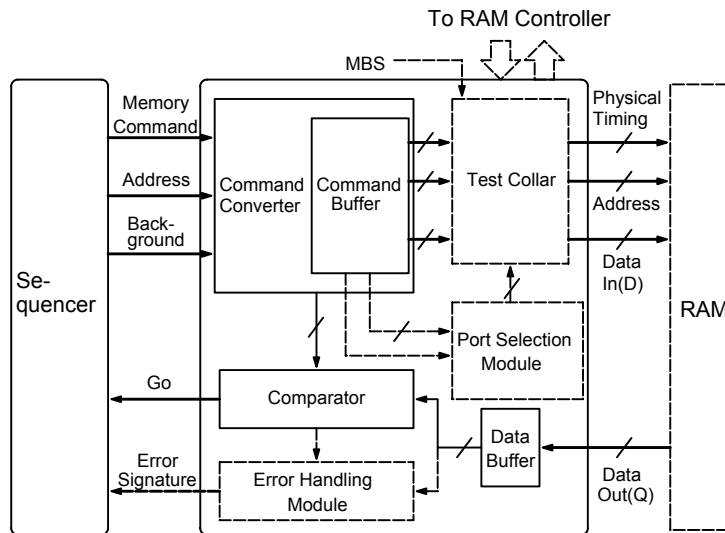 To RAM Controller
MBS
Memory
Command
Physical
Timing
Address
Command
Converter
Command
Buffer
Test Collar
Address
Back-
ground
Data
In(D)
Se-
quencer
RAM
Port Selection
Module
Go
Comparator
Data
Buffer
Error
Signature
Error Handling
Module
Data
Out(Q)